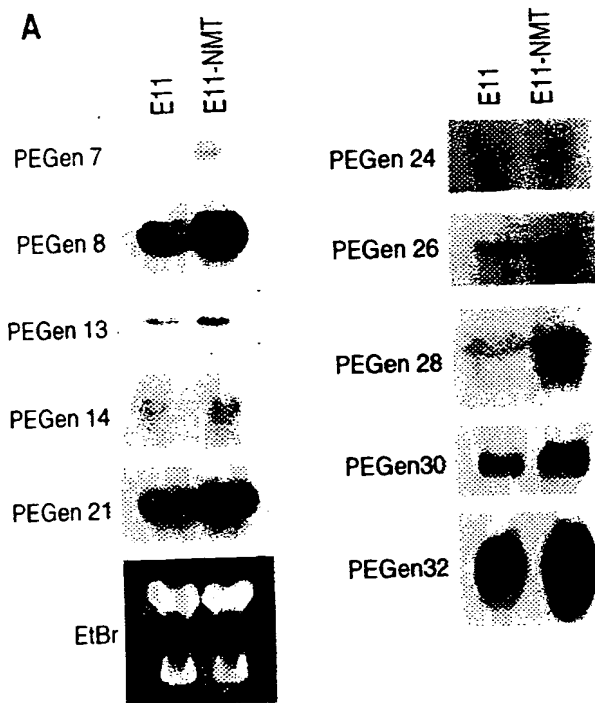 A
E11
E11-NMT
PEGen 7
PEGen 8
PEGen 13
PEGen 14
PEGen 21
EtBr
E11
E11-NMT
PEGen 24
PEGen 26
PEGen 28
PEGen30
PEGen32